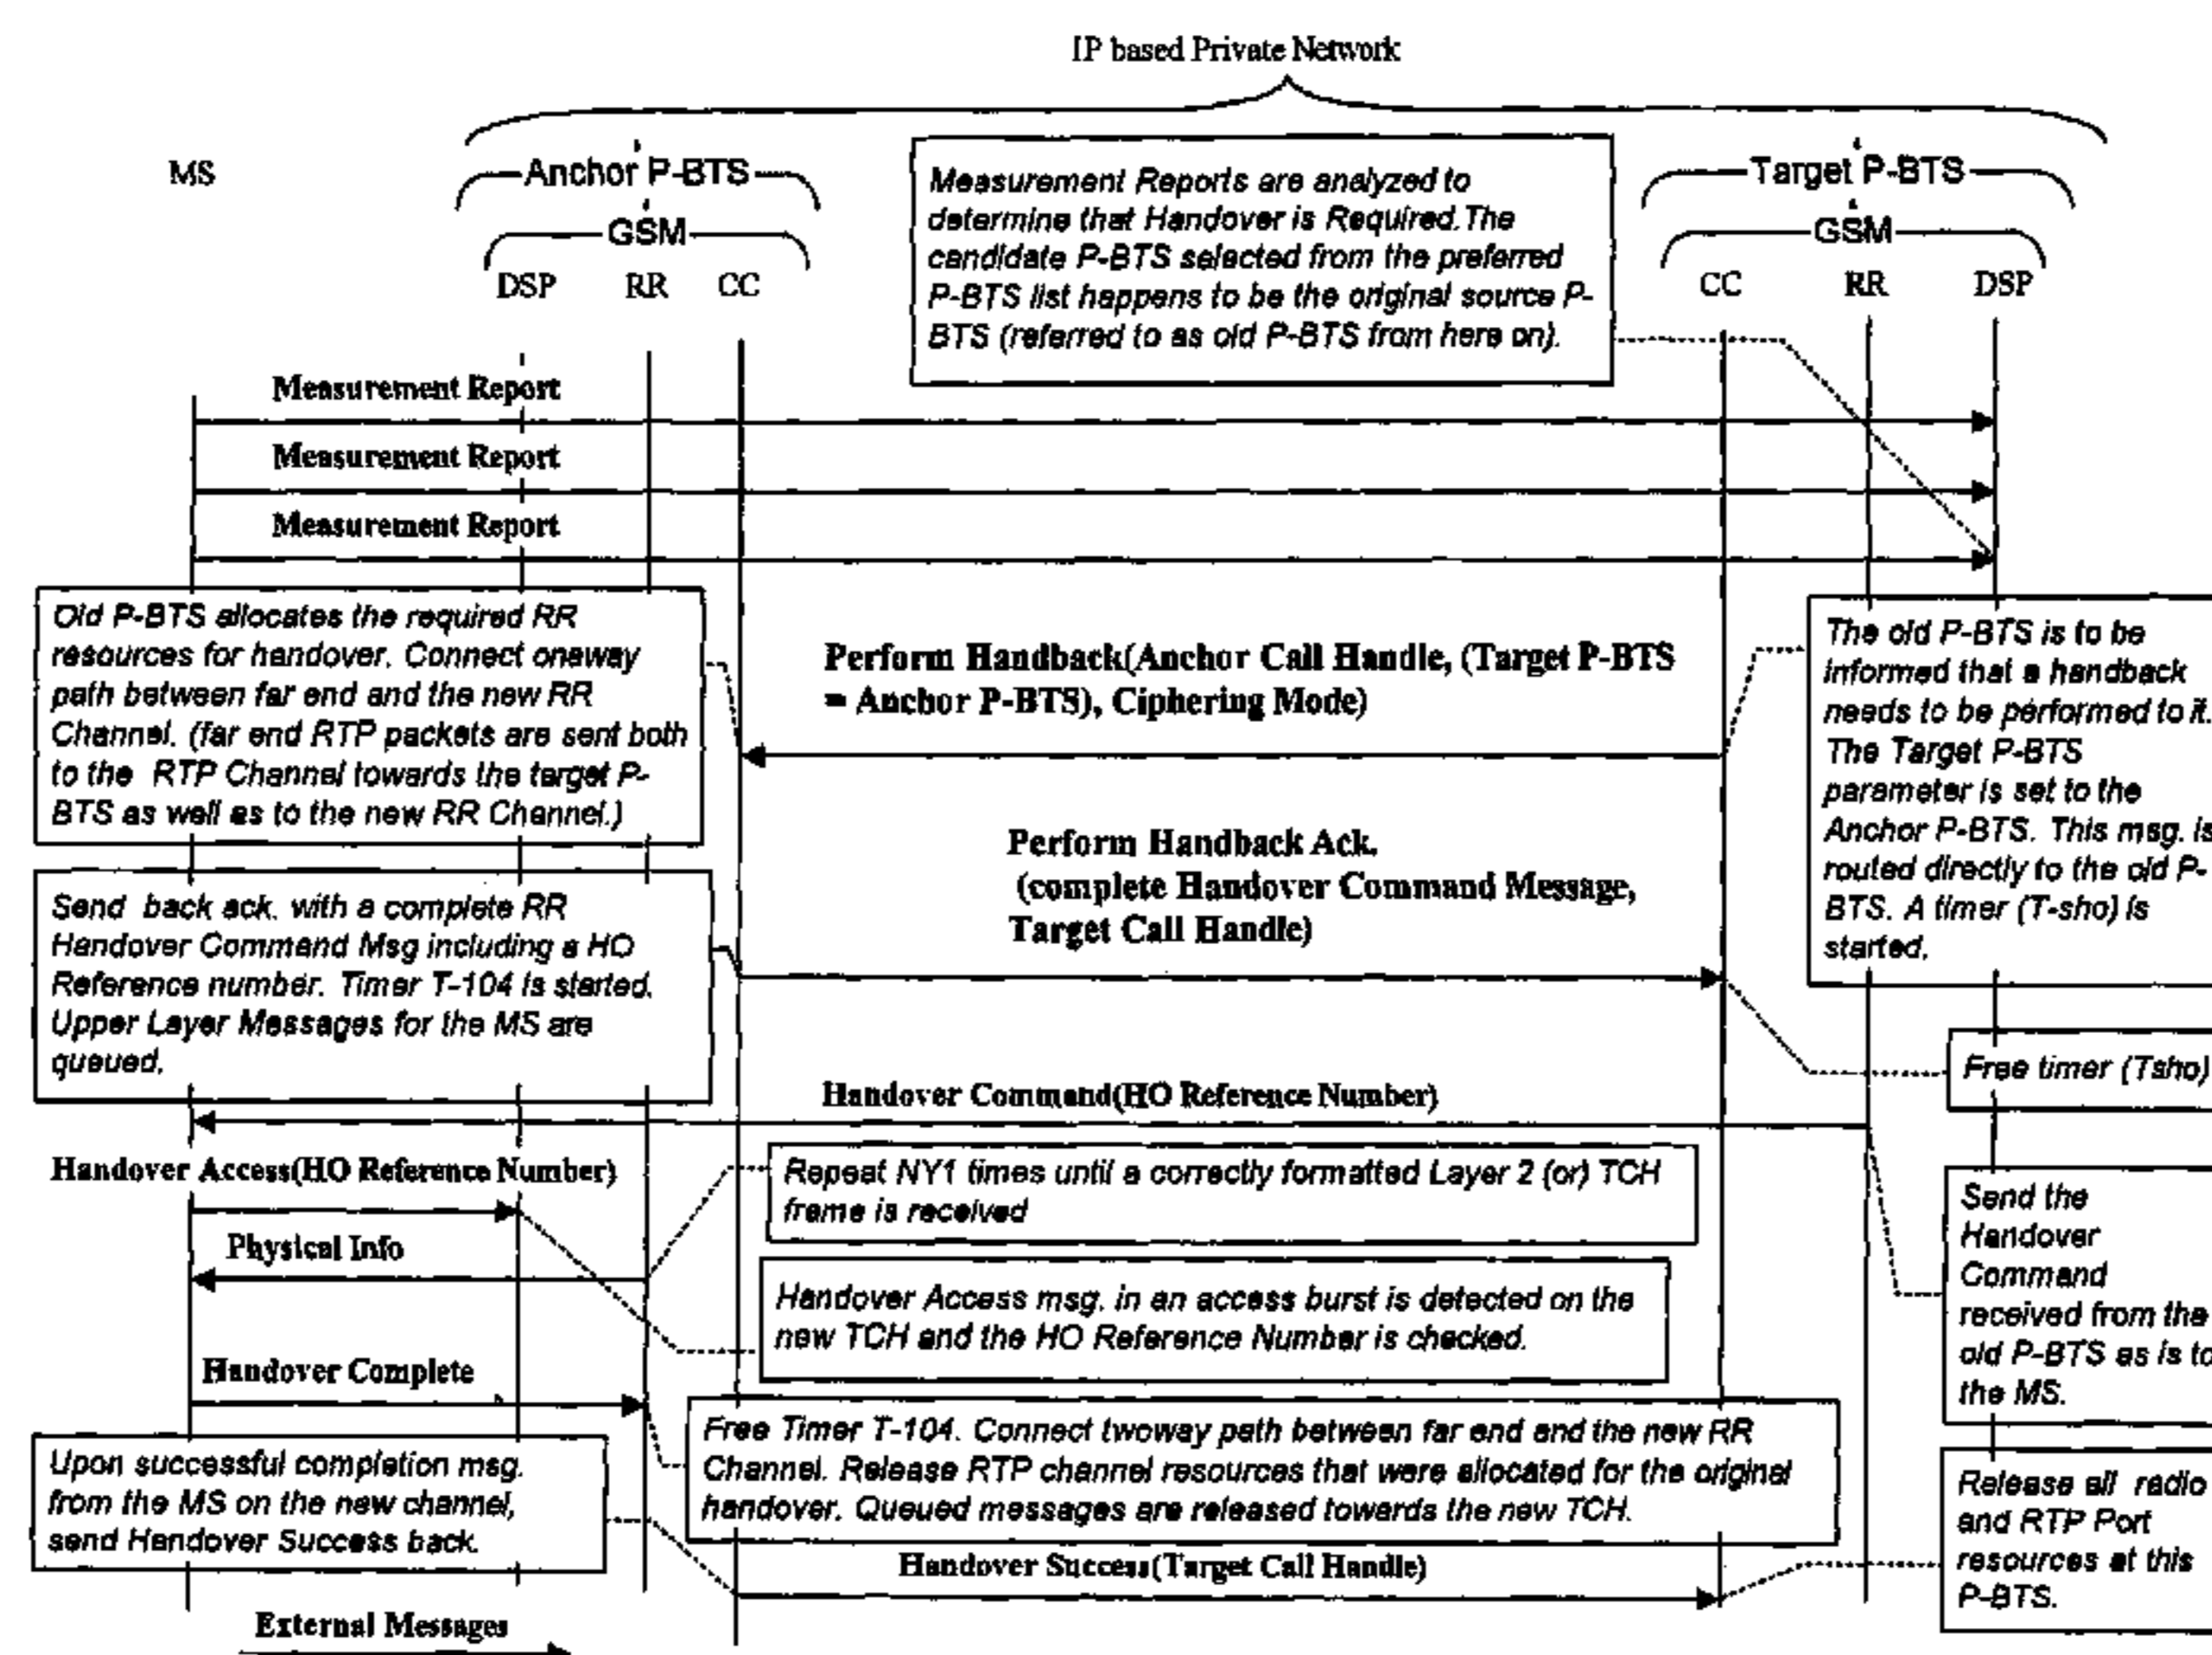 IP based Private Network
MS
Anchor P-BTS
GSM
DSP RR CC
Measurement Reports are analyzed to
determine that Handover is Required.The
candidate P-BTS selected from the preferred
P-BTS list happens to be the original source P-
BTS (referred to as old P-BTS from here on).
Target P-BTS
GSM
CC RR DSP
Measurement Report
Measurement Report
Measurement Report
Old P-BTS allocates the required RR
resources for handover. Connect oneway
path between far end and the new RR
Channel. (far end RTP packets are sent both
to the RTP Channel towards the target P-
BTS as well as to the new RR Channel.)
Perform Handback(Anchor Call Handle, (Target P-BTS
= Anchor P-BTS), Ciphering Mode)
The old P-BTS is to be
informed that a handback
needs to be performed to it.
The Target P-BTS
parameter is set to the
Anchor P-BTS. This msg. is
routed directly to the old P-
BTS. A timer (T-sho) is
started.
Perform Handback Ack.
(complete Handover Command Message,
Target Call Handle)
Send back ack. with a complete RR
Handover Command Msg including a HO
Reference number. Timer T-104 is started.
Upper Layer Messages for the MS are
queued.
Free timer (Tsho)
Handover Command(HO Reference Number)
Handover Access(HO Reference Number)
Repeat NY1 times until a correctly formatted Layer 2 (or) TCH
frame is received
Physical Info
Handover Access msg. in an access burst is detected on the
new TCH and the HO Reference Number is checked.
Send the
Handover
Command
received from the
old P-BTS as is to
the MS.
Handover Complete
Free Timer T-104. Connect twoway path between far end and the new RR
Channel. Release RTP channel resources that were allocated for the original
handover. Queued messages are released towards the new TCH.
Upon successful completion msg.
from the MS on the new channel,
send Handover Success back.
Handover Success(Target Call Handle)
Release all radio
and RTP Port
resources at this
P-BTS.
External Messages